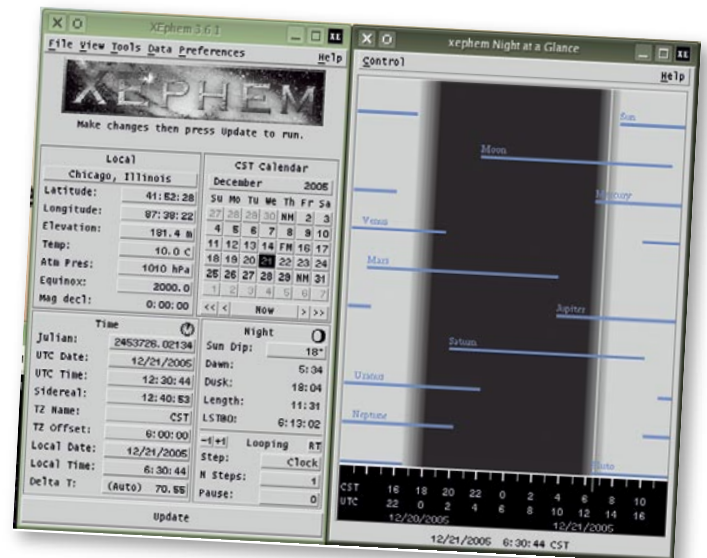 XEphem 3.6.1
File View Tools Data Preferences Help
XEPHEM
Make changes then press Update to run.
Local
Chicago, Illinois
Latitude: 41:52:28
Longitude: 87:38:22
Elevation: 181.4 m
Temp: 10.0 C
Atm Pres: 1010 hPa
Equinox: 2000.0
Mag decl: 0:00:00
CST Calendar
December 2005
Su Mo Tu We Th Fr Sa
27 28 29 30 NM 2 3
4 5 6 7 8 9 10
11 12 13 14 FM 16 17
18 19 20 21 22 23 24
25 26 27 28 29 NM 31
1 2 3 4 5 6 7
<< < Now > >>
Time
Julian: 2453726.02134
UTC Date: 12/21/2005
UTC Time: 12:30:44
Sidereal: 12:40:53
TZ Name: CST
TZ Offset: 6:00:00
Local Date: 12/21/2005
Local Time: 6:30:44
Delta T: (Auto) 70.55
Night
Sun Dip: 18°
Dawn: 5:34
Dusk: 18:04
Length: 11:31
LST@0: 6:13:02
-1 +1 Looping RT
Step: Clock
N Steps: 1
Pause: 0
Update
xephem Night at a Glance
Control Help
Sun
Moon
Mercury
Venus
Mars
Jupiter
Saturn
Uranus
Neptune
Pluto
CST 16 18 20 22 0 2 4 6 8 10
UTC 22 0 2 4 6 8 10 12 14 16
12/20/2005 12/21/2005
12/21/2005 6:30:44 CST